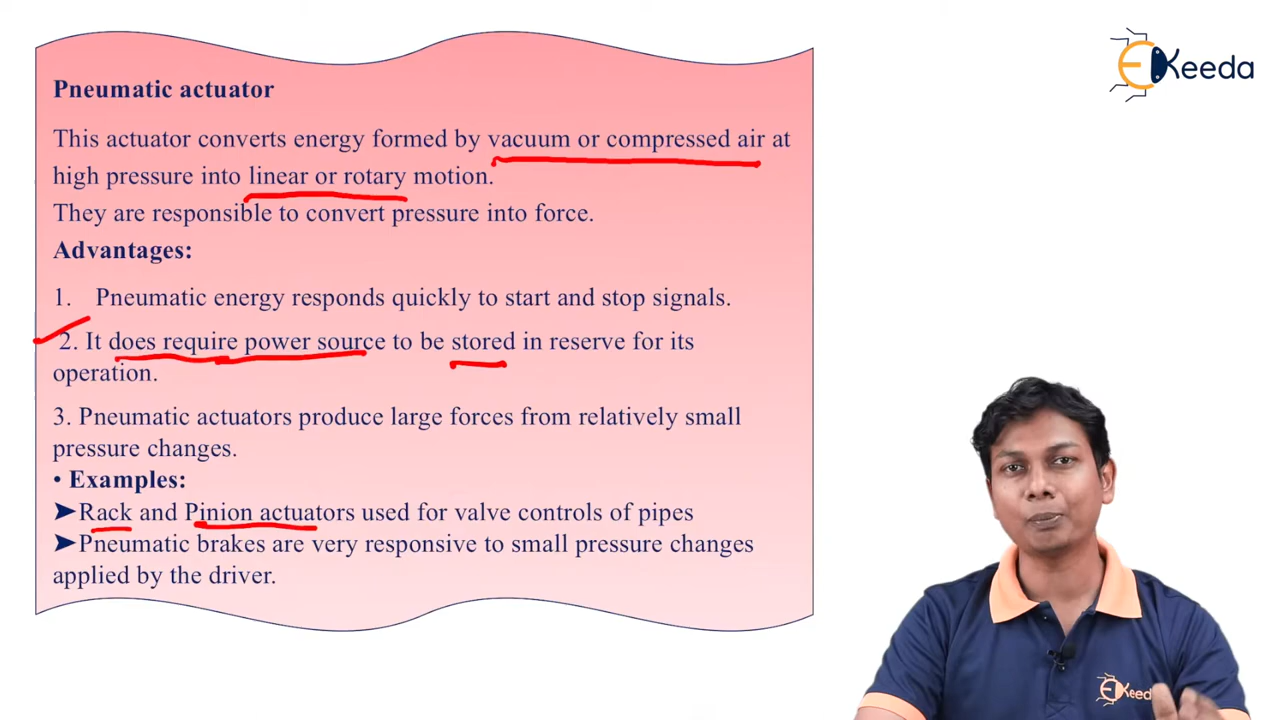 EKeeda
Pneumatic actuator
This actuator converts energy formed by vacuum or compressed air at
high pressure into linear or rotary motion.
They are responsible to convert pressure into force.
Advantages:
1. Pneumatic energy responds quickly to start and stop signals.
2. It does require power source to be stored in reserve for its
operation.
3. Pneumatic actuators produce large forces from relatively small
pressure changes.
• Examples:
➤Rack and Pinion actuators used for valve controls of pipes
➤Pneumatic brakes are very responsive to small pressure changes
applied by the driver.
EKeeda